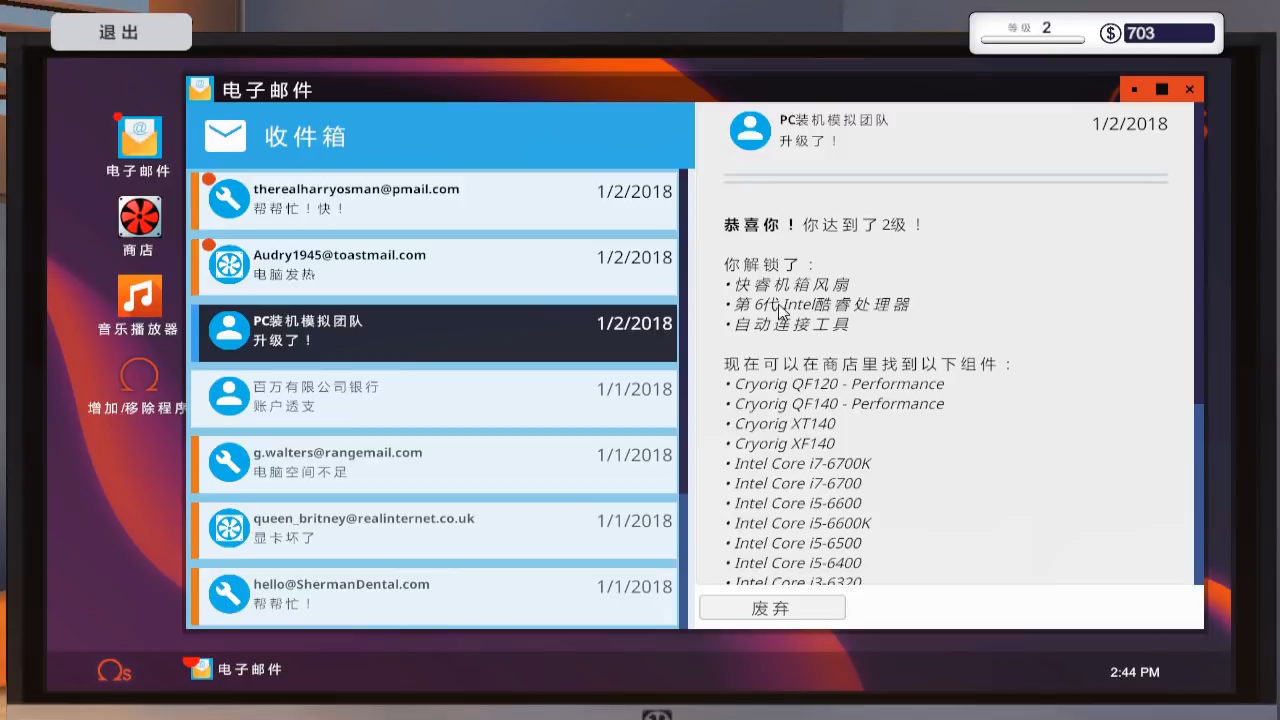 退出
等级 2
703
电子邮件
电子邮件
商店
音乐播放器
增加/移除程序
收件箱
therealharryosman@pmail.com 1/2/2018
帮帮忙！快！
Audry1945@toastmail.com 1/2/2018
电脑发热
PC装机模拟团队 1/2/2018
升级了！
百万有限公司银行 1/1/2018
账户透支
g.walters@rangemail.com 1/1/2018
电脑空间不足
queen_britney@realinternet.co.uk 1/1/2018
显卡坏了
hello@ShermanDental.com 1/1/2018
帮帮忙！
PC装机模拟团队 1/2/2018
升级了！
恭喜你！你达到了2级！
你解锁了：
• 快睿机箱风扇
• 第6代Intel酷睿处理器
• 自动连接工具
现在可以在商店里找到以下组件：
• Cryorig QF120 - Performance
• Cryorig QF140 - Performance
• Cryorig XT140
• Cryorig XF140
• Intel Core i7-6700K
• Intel Core i7-6700
• Intel Core i5-6600
• Intel Core i5-6600K
• Intel Core i5-6500
• Intel Core i5-6400
• Intel Core i3-6320
废弃
Ωs
电子邮件
2:44 PM